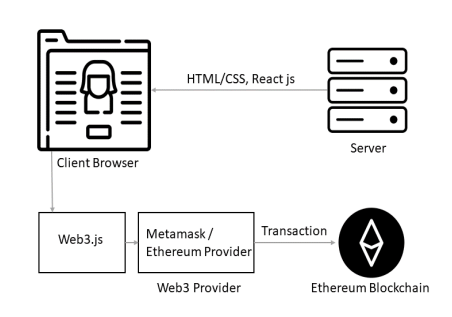 HTML/CSS, React js
Client Browser
Server
Web3.js
Metamask /
Ethereum Provider
Transaction
Web3 Provider
Ethereum Blockchain